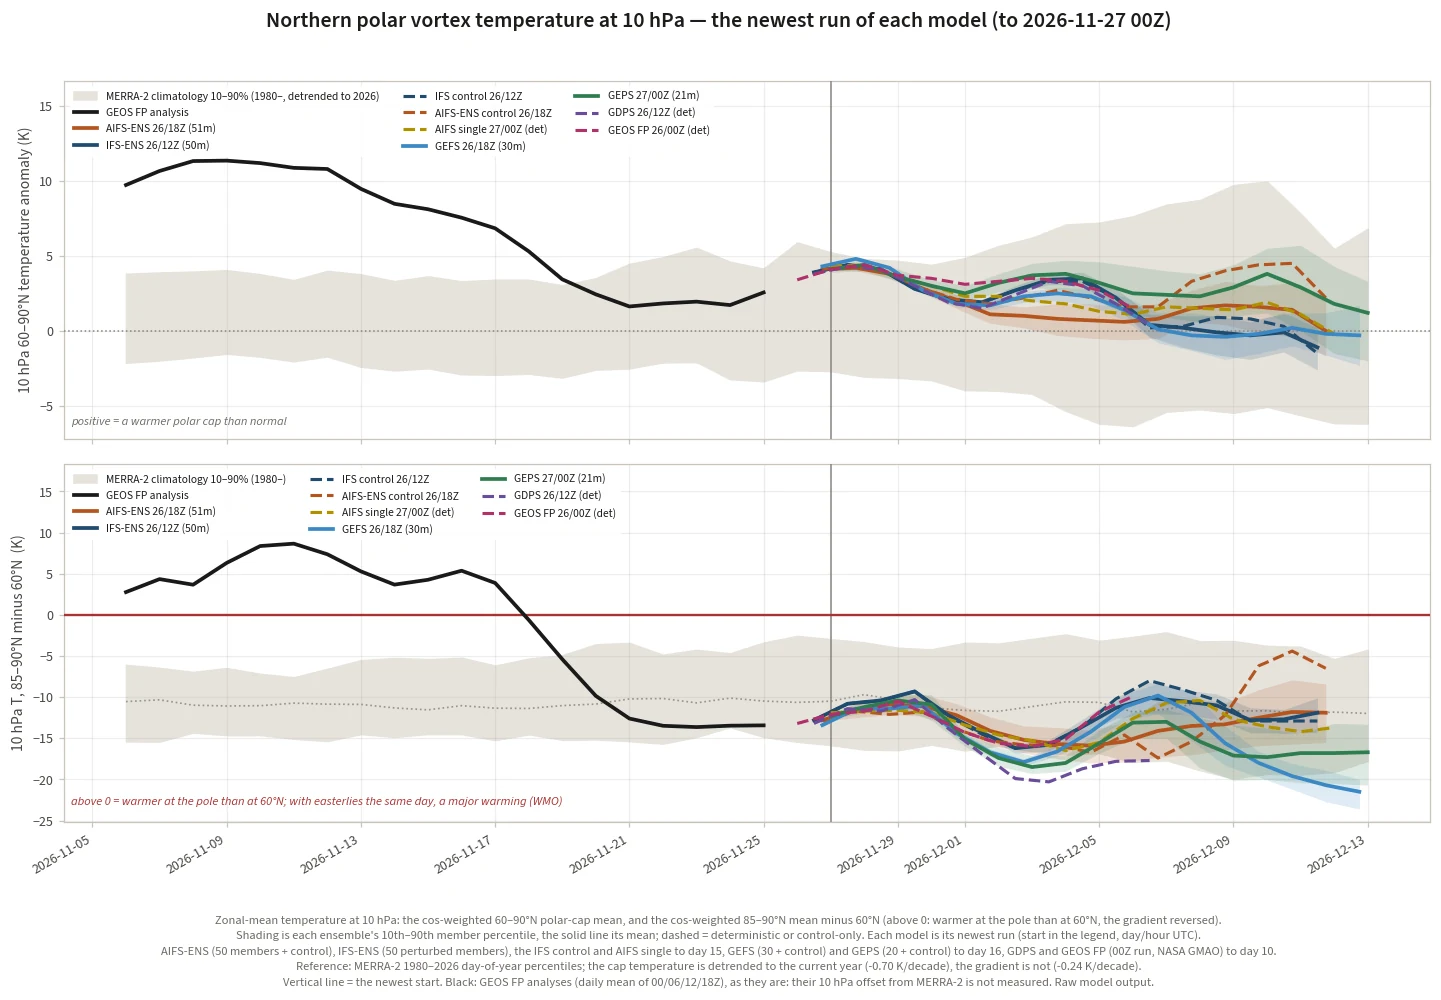 Northern polar vortex temperature at 10 hPa — the newest run of each model (to 2026-11-27 00Z)
10 hPa 60–90°N temperature anomaly (K)
15
10
5
0
−5
MERRA-2 climatology 10–90% (1980–, detrended to 2026)
GEOS FP analysis
AIFS-ENS 26/18Z (51m)
IFS-ENS 26/12Z (50m)
IFS control 26/12Z
AIFS-ENS control 26/18Z
AIFS single 27/00Z (det)
GEFS 26/18Z (30m)
GEPS 27/00Z (21m)
GDPS 26/12Z (det)
GEOS FP 26/00Z (det)
positive = a warmer polar cap than normal
10 hPa T, 85–90°N minus 60°N (K)
15
10
5
0
−5
−10
−15
−20
−25
MERRA-2 climatology 10–90% (1980–)
GEOS FP analysis
AIFS-ENS 26/18Z (51m)
IFS-ENS 26/12Z (50m)
IFS control 26/12Z
AIFS-ENS control 26/18Z
AIFS single 27/00Z (det)
GEFS 26/18Z (30m)
GEPS 27/00Z (21m)
GDPS 26/12Z (det)
GEOS FP 26/00Z (det)
above 0 = warmer at the pole than at 60°N; with easterlies the same day, a major warming (WMO)
2026-11-05
2026-11-09
2026-11-13
2026-11-17
2026-11-21
2026-11-25
2026-11-29
2026-12-01
2026-12-05
2026-12-09
2026-12-13
Zonal-mean temperature at 10 hPa: the cos-weighted 60–90°N polar-cap mean, and the cos-weighted 85–90°N mean minus 60°N (above 0: warmer at the pole than at 60°N, the gradient reversed).
Shading is each ensemble's 10th–90th member percentile, the solid line its mean; dashed = deterministic or control-only. Each model is its newest run (start in the legend, day/hour UTC).
AIFS-ENS (50 members + control), IFS-ENS (50 perturbed members), the IFS control and AIFS single to day 15, GEFS (30 + control) and GEPS (20 + control) to day 16, GDPS and GEOS FP (00Z run, NASA GMAO) to day 10.
Reference: MERRA-2 1980–2026 day-of-year percentiles; the cap temperature is detrended to the current year (-0.70 K/decade), the gradient is not (-0.24 K/decade).
Vertical line = the newest start. Black: GEOS FP analyses (daily mean of 00/06/12/18Z), as they are: their 10 hPa offset from MERRA-2 is not measured. Raw model output.